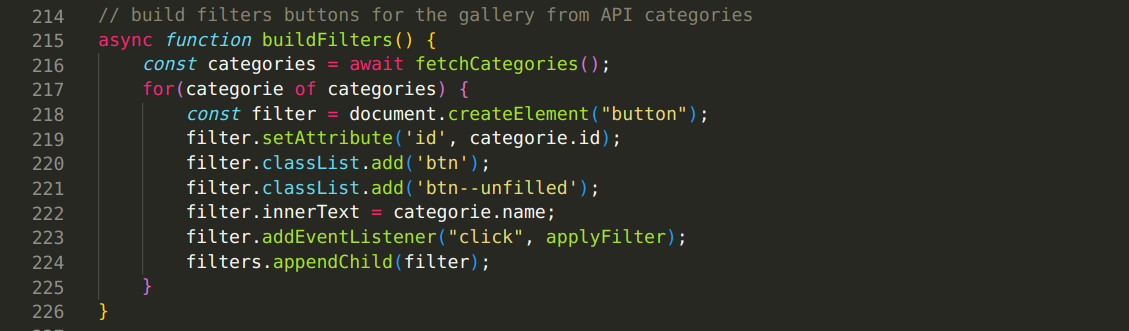 214 // build filters buttons for the gallery from API categories
215 async function buildFilters() {
216     const categories = await fetchCategories();
217     for(categorie of categories) {
218         const filter = document.createElement("button");
219         filter.setAttribute('id', categorie.id);
220         filter.classList.add('btn');
221         filter.classList.add('btn--unfilled');
222         filter.innerText = categorie.name;
223         filter.addEventListener("click", applyFilter);
224         filters.appendChild(filter);
225     }
226 }